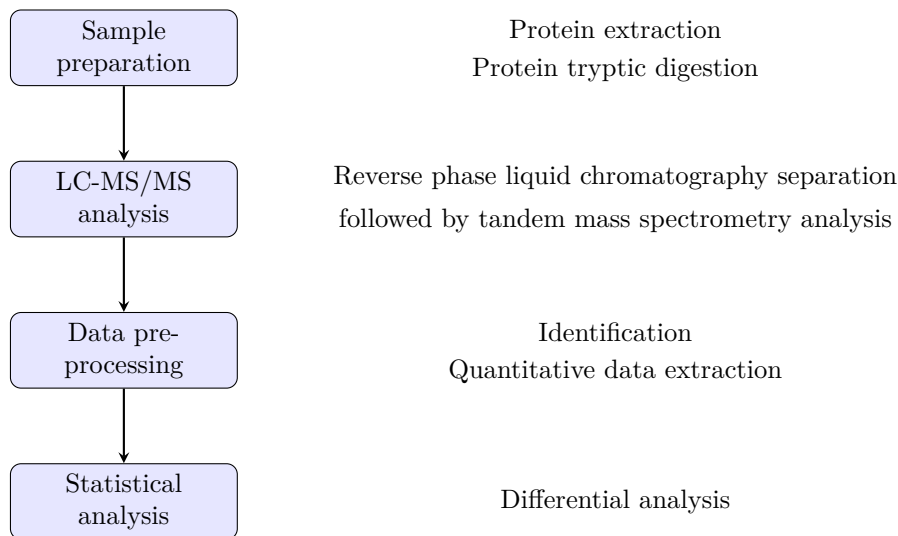 Sample
preparation
Protein extraction
Protein tryptic digestion
LC-MS/MS
analysis
Reverse phase liquid chromatography separation
followed by tandem mass spectrometry analysis
Data pre-
processing
Identification
Quantitative data extraction
Statistical
analysis
Differential analysis